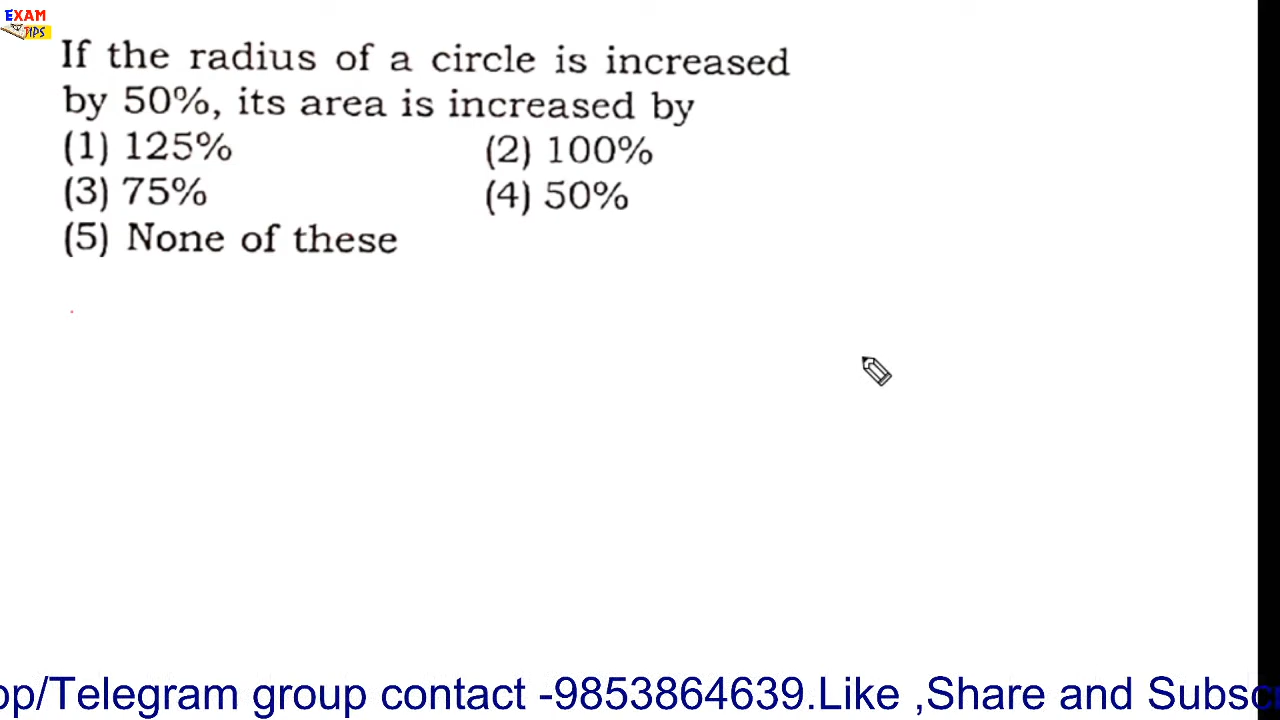 EXAM
TIPS
If the radius of a circle is increased
by 50%, its area is increased by
(1) 125% (2) 100%
(3) 75% (4) 50%
(5) None of these
pp/Telegram group contact -9853864639.Like ,Share and Subsc